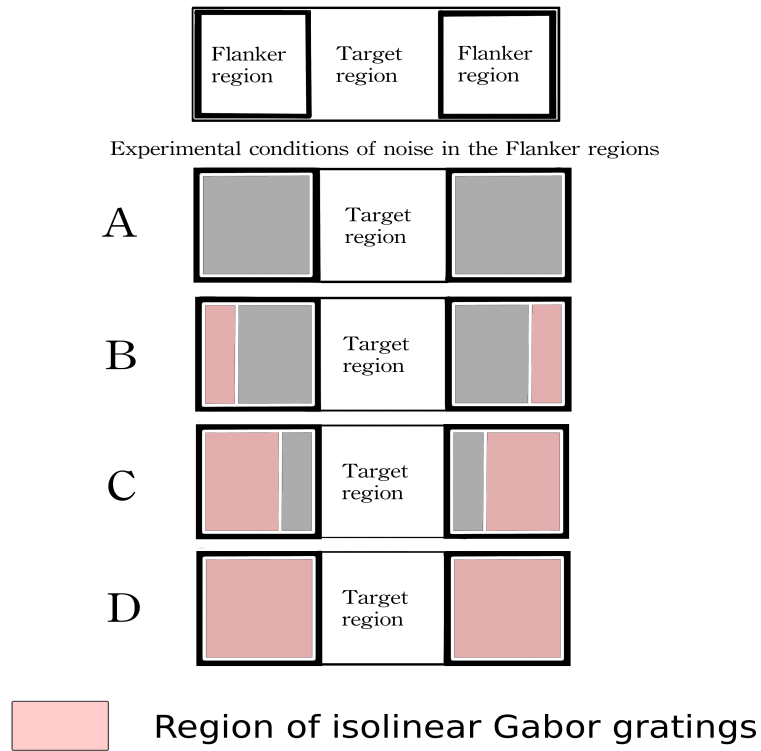 Flanker region
Target region
Flanker region
Experimental conditions of noise in the Flanker regions
A
Target region
B
Target region
C
Target region
D
Target region
Region of isolinear Gabor gratings